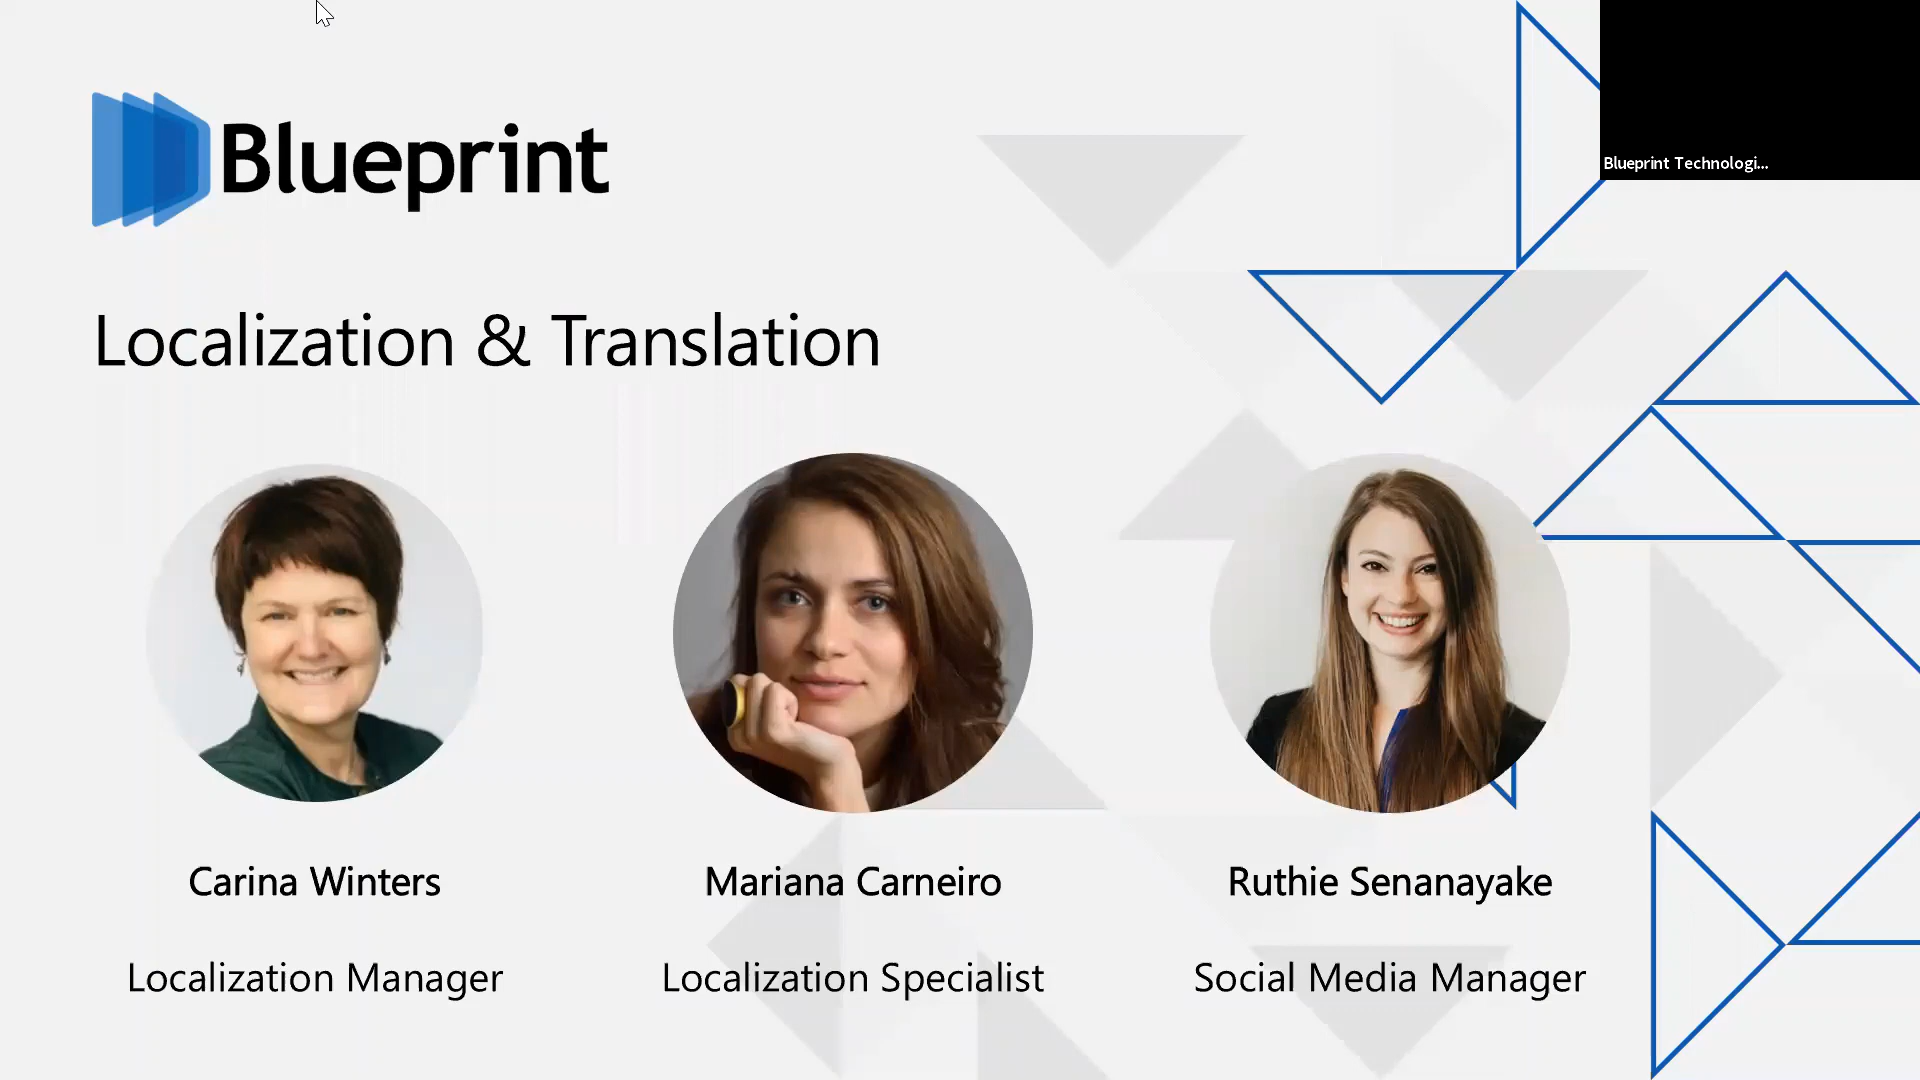 Blueprint
Blueprint Technologi...
Localization & Translation
Carina Winters
Mariana Carneiro
Ruthie Senanayake
Localization Manager
Localization Specialist
Social Media Manager